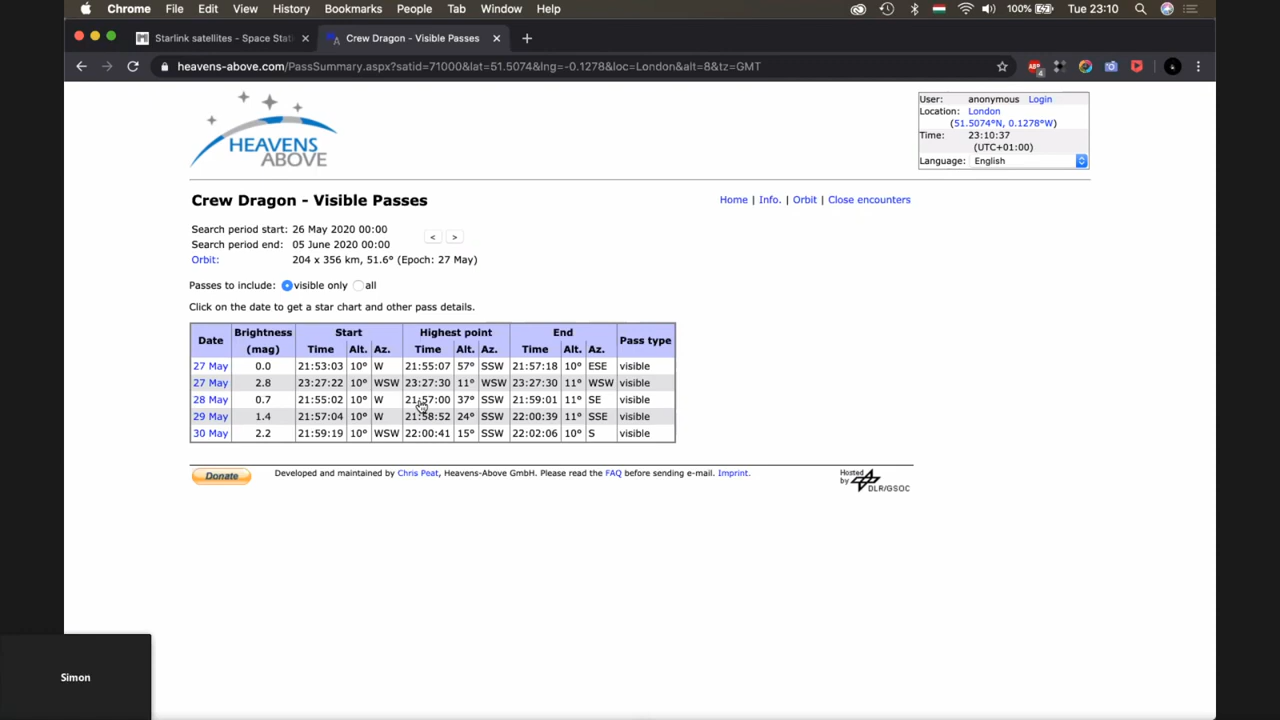 Chrome File Edit View History Bookmarks People Tab Window Help 100% Tue 23:10
Starlink satellites - Space Stati × Crew Dragon - Visible Passes × +
heavens-above.com/PassSummary.aspx?satid=71000&lat=51.5074&lng=-0.1278&loc=London&alt=8&tz=GMT
HEAVENS
ABOVE
User: anonymous Login
Location: London
(51.5074°N, 0.1278°W)
Time: 23:10:37
(UTC+01:00)
Language: English
Crew Dragon - Visible Passes
Home | Info. | Orbit | Close encounters
Search period start: 26 May 2020 00:00
Search period end: 05 June 2020 00:00
< >
Orbit: 204 x 356 km, 51.6° (Epoch: 27 May)
Passes to include: visible only all
Click on the date to get a star chart and other pass details.
Date Brightness (mag) Start Highest point End Pass type
Time Alt. Az. Time Alt. Az. Time Alt. Az.
27 May 0.0 21:53:03 10° W 21:55:07 57° SSW 21:57:18 10° ESE visible
27 May 2.8 23:27:22 10° WSW 23:27:30 11° WSW 23:27:30 11° WSW visible
28 May 0.7 21:55:02 10° W 21:57:00 37° SSW 21:59:01 11° SE visible
29 May 1.4 21:57:04 10° W 21:58:52 24° SSW 22:00:39 11° SSE visible
30 May 2.2 21:59:19 10° WSW 22:00:41 15° SSW 22:02:06 10° S visible
Donate
Developed and maintained by Chris Peat, Heavens-Above GmbH. Please read the FAQ before sending e-mail. Imprint.
Hosted
by
DLR/GSOC
Simon